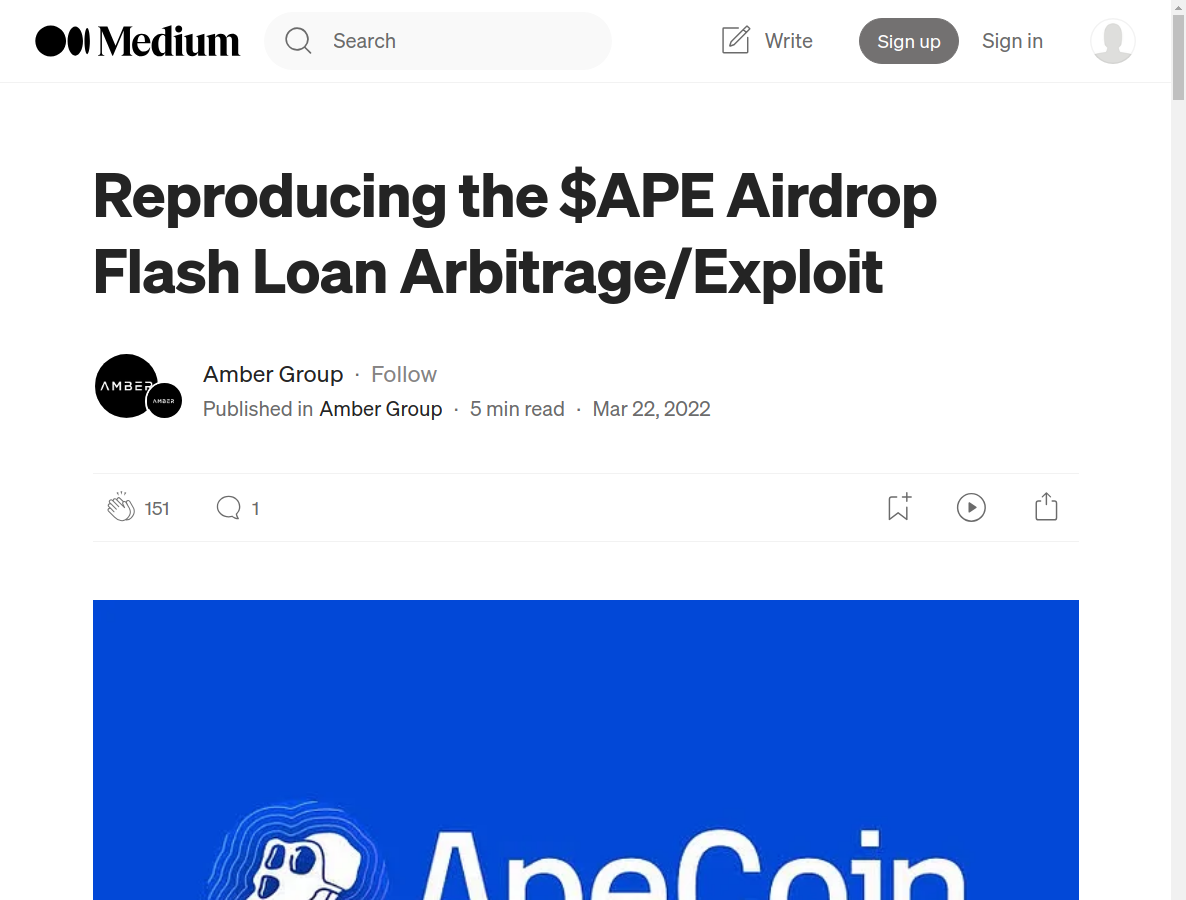 Medium
Search
Write
Sign up
Sign in
Reproducing the $APE Airdrop
Flash Loan Arbitrage/Exploit
AMBER
AMBER
Amber Group · Follow
Published in Amber Group · 5 min read · Mar 22, 2022
151
1
ApeCoin